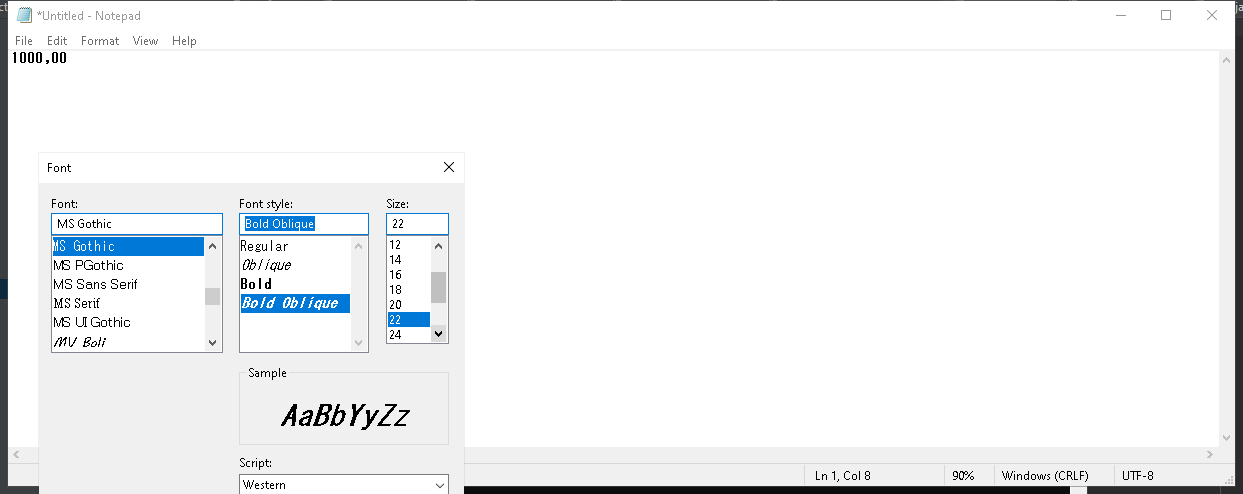 *Untitled - Notepad
File Edit Format View Help
1000,00
Font
Font: Font style: Size:
MS Gothic Bold Oblique 22
MS Gothic
MS PGothic
MS Sans Serif
MS Serif
MS UI Gothic
MV Boli
Regular
Oblique
Bold
Bold Oblique
12
14
16
18
20
22
24
Sample
AaBbYyZz
Script:
Western
Ln 1, Col 8 90% Windows (CRLF) UTF-8